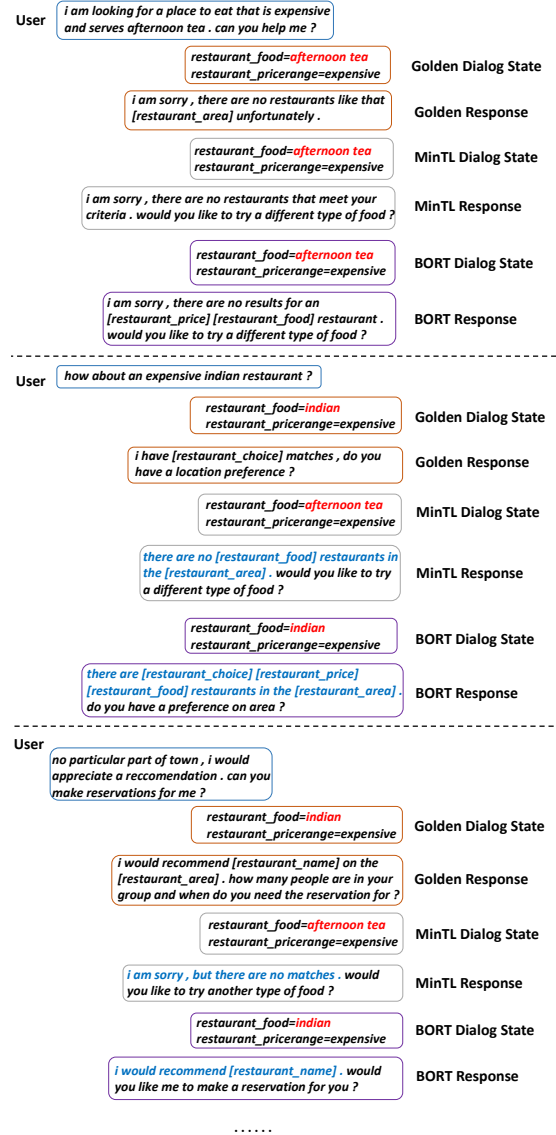 User
i am looking for a place to eat that is expensive
and serves afternoon tea . can you help me ?
restaurant_food=afternoon tea
restaurant_pricerange=expensive
Golden Dialog State
i am sorry , there are no restaurants like that
[restaurant_area] unfortunately .
Golden Response
restaurant_food=afternoon tea
restaurant_pricerange=expensive
MinTL Dialog State
i am sorry , there are no restaurants that meet your
criteria . would you like to try a different type of food ?
MinTL Response
restaurant_food=afternoon tea
restaurant_pricerange=expensive
BORT Dialog State
i am sorry , there are no results for an
[restaurant_price] [restaurant_food] restaurant .
would you like to try a different type of food ?
BORT Response
User
how about an expensive indian restaurant ?
restaurant_food=indian
restaurant_pricerange=expensive
Golden Dialog State
i have [restaurant_choice] matches , do you
have a location preference ?
Golden Response
restaurant_food=afternoon tea
restaurant_pricerange=expensive
MinTL Dialog State
there are no [restaurant_food] restaurants in
the [restaurant_area] . would you like to try
a different type of food ?
MinTL Response
restaurant_food=indian
restaurant_pricerange=expensive
BORT Dialog State
there are [restaurant_choice] [restaurant_price]
[restaurant_food] restaurants in the [restaurant_area] .
do you have a preference on area ?
BORT Response
User
no particular part of town , i would
appreciate a reccomendation . can you
make reservations for me ?
restaurant_food=indian
restaurant_pricerange=expensive
Golden Dialog State
i would recommend [restaurant_name] on the
[restaurant_area] . how many people are in your
group and when do you need the reservation for ?
Golden Response
restaurant_food=afternoon tea
restaurant_pricerange=expensive
MinTL Dialog State
i am sorry , but there are no matches . would
you like to try another type of food ?
MinTL Response
restaurant_food=indian
restaurant_pricerange=expensive
BORT Dialog State
i would recommend [restaurant_name] . would
you like me to make a reservation for you ?
BORT Response
......